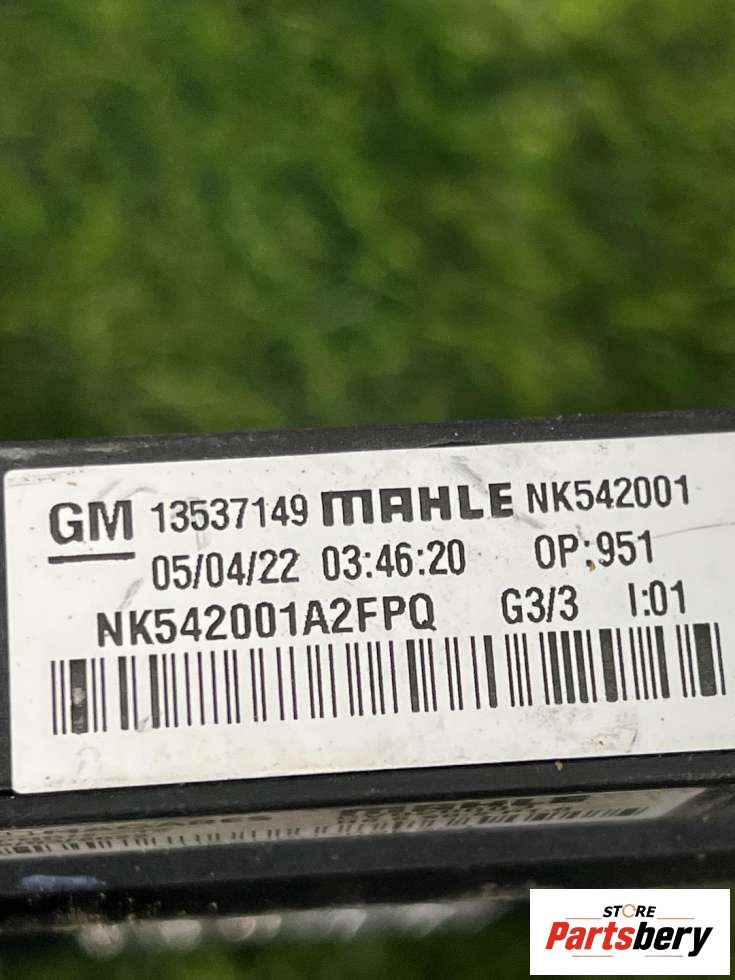 GM 13537149 MAHLE NK542001
05/04/22 03:46:20 OP:951
NK542001A2FPQ G3/3 I:01
STORE
Partsbery